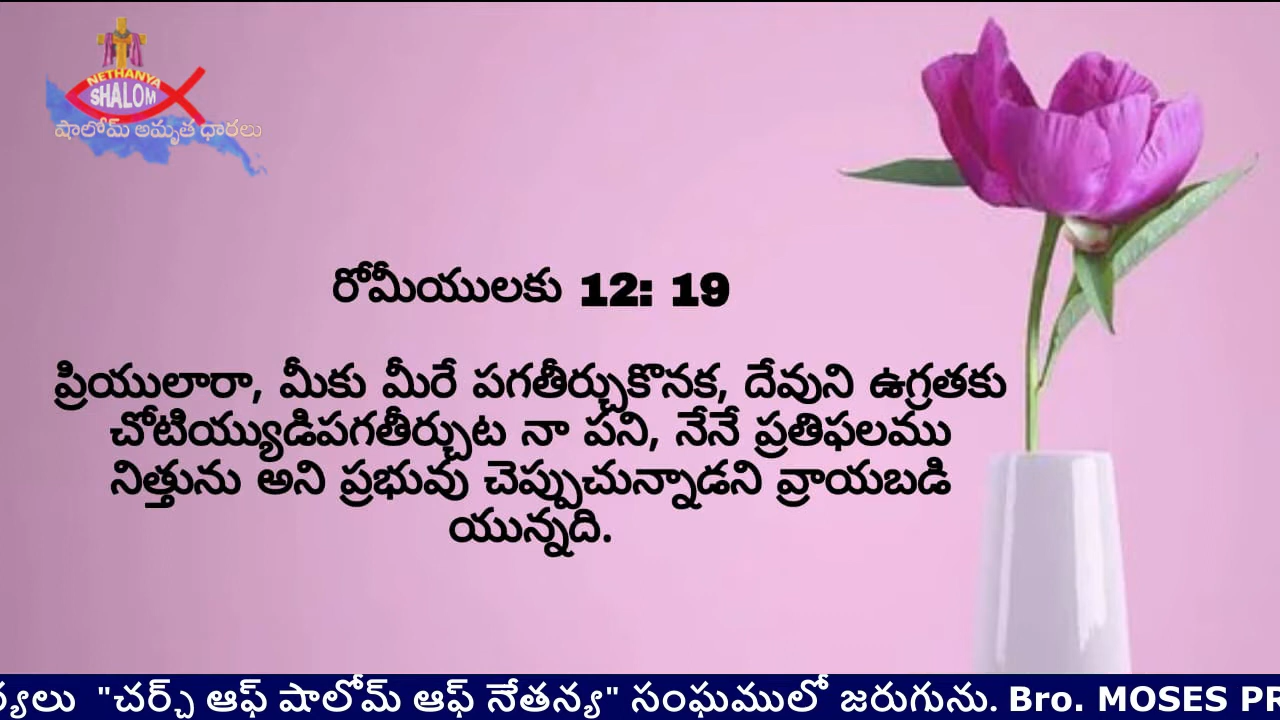 NETHANYA
SHALOM
షాలోమ్ అమృత ధారలు
రోమీయులకు 12: 19
ప్రియులారా, మీకు మీరే పగతీర్చుకొనక, దేవుని ఉగ్రతకు
చోటియ్యుడిపగతీర్చుట నా పని, నేనే ప్రతిఫలము
నిత్తును అని ప్రభువు చెప్పుచున్నాడని వ్రాయబడి
యున్నది.
"చర్చ్ ఆఫ్ షాలోమ్ ఆఫ్ నేతన్య" సంఘములో జరుగును. Bro. MOSES PR